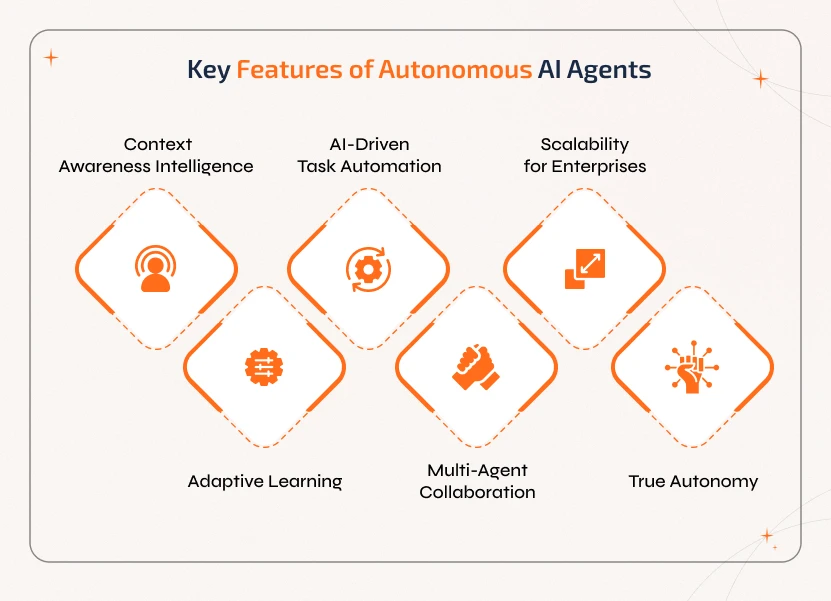 Key Features of Autonomous AI Agents
Context
Awareness Intelligence
AI-Driven
Task Automation
Scalability
for Enterprises
Adaptive Learning
Multi-Agent
Collaboration
True Autonomy